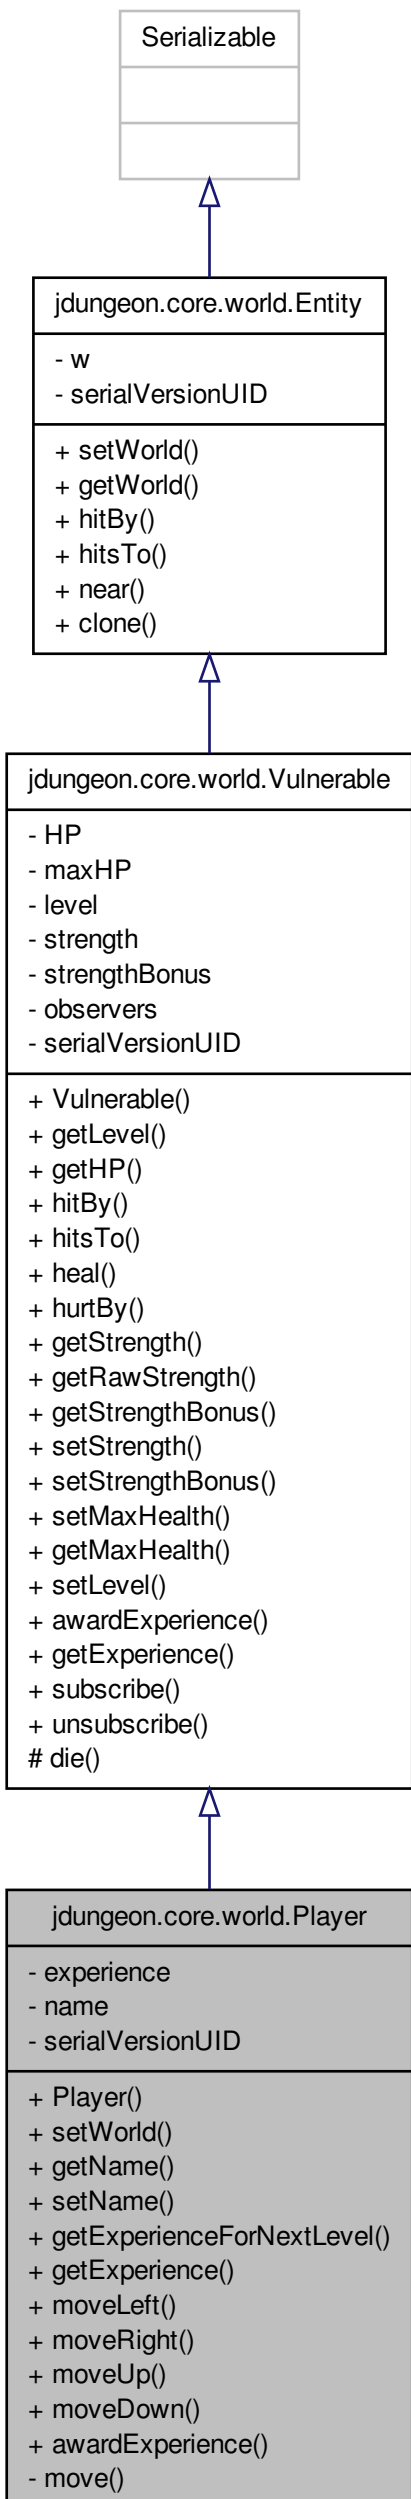 Serializable
jdungeon.core.world.Entity
- w
- serialVersionUID
+ setWorld()
+ getWorld()
+ hitBy()
+ hitsTo()
+ near()
+ clone()
jdungeon.core.world.Vulnerable
- HP
- maxHP
- level
- strength
- strengthBonus
- observers
- serialVersionUID
+ Vulnerable()
+ getLevel()
+ getHP()
+ hitBy()
+ hitsTo()
+ heal()
+ hurtBy()
+ getStrength()
+ getRawStrength()
+ getStrengthBonus()
+ setStrength()
+ setStrengthBonus()
+ setMaxHealth()
+ getMaxHealth()
+ setLevel()
+ awardExperience()
+ getExperience()
+ subscribe()
+ unsubscribe()
# die()
jdungeon.core.world.Player
- experience
- name
- serialVersionUID
+ Player()
+ setWorld()
+ getName()
+ setName()
+ getExperienceForNextLevel()
+ getExperience()
+ moveLeft()
+ moveRight()
+ moveUp()
+ moveDown()
+ awardExperience()
- move()